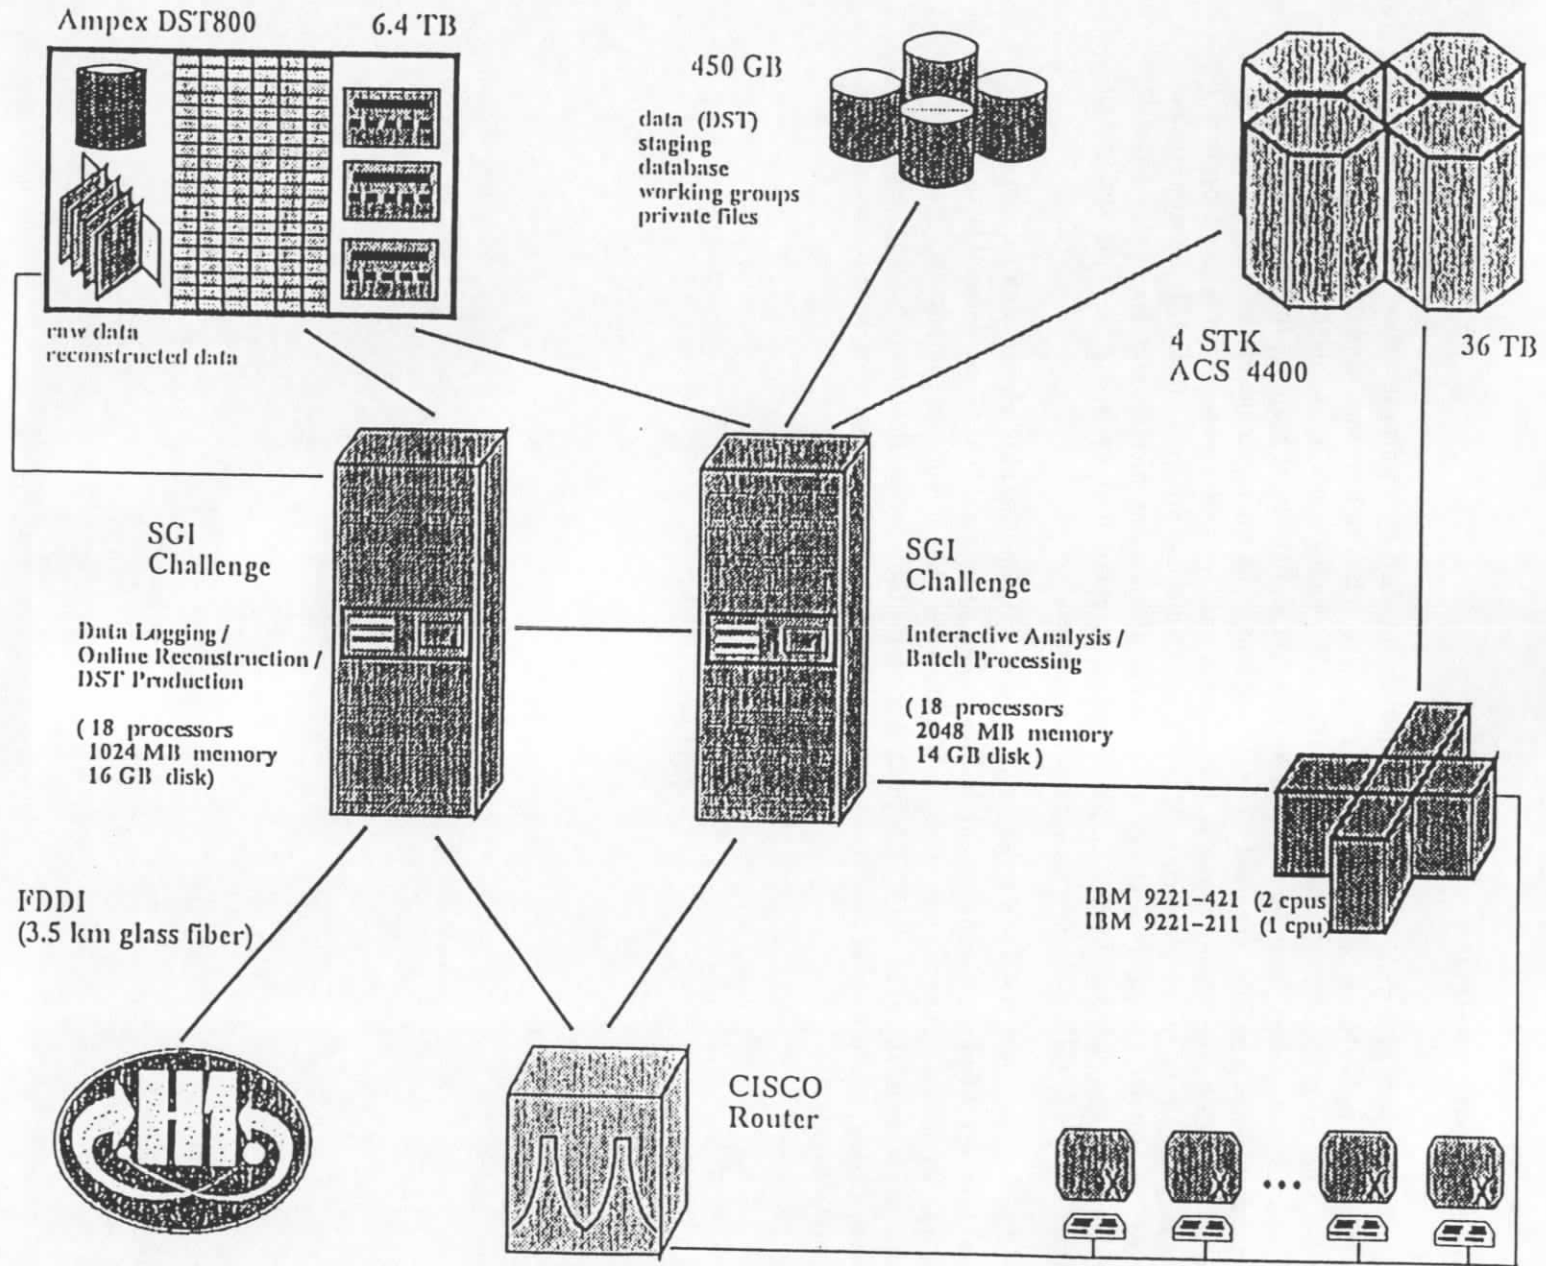 Ampex DST800 6.4 TB
raw data
reconstructed data
450 GB
data (DST)
staging
database
working groups
private files
4 STK
ACS 4400
36 TB
SGI
Challenge
Data Logging /
Online Reconstruction /
DST Production
( 18 processors
1024 MB memory
16 GB disk)
SGI
Challenge
Interactive Analysis /
Batch Processing
( 18 processors
2048 MB memory
14 GB disk )
IBM 9221-421 (2 cpus
IBM 9221-211 (1 cpu)
FDDI
(3.5 km glass fiber)
H1
CISCO
Router
X X ... X X